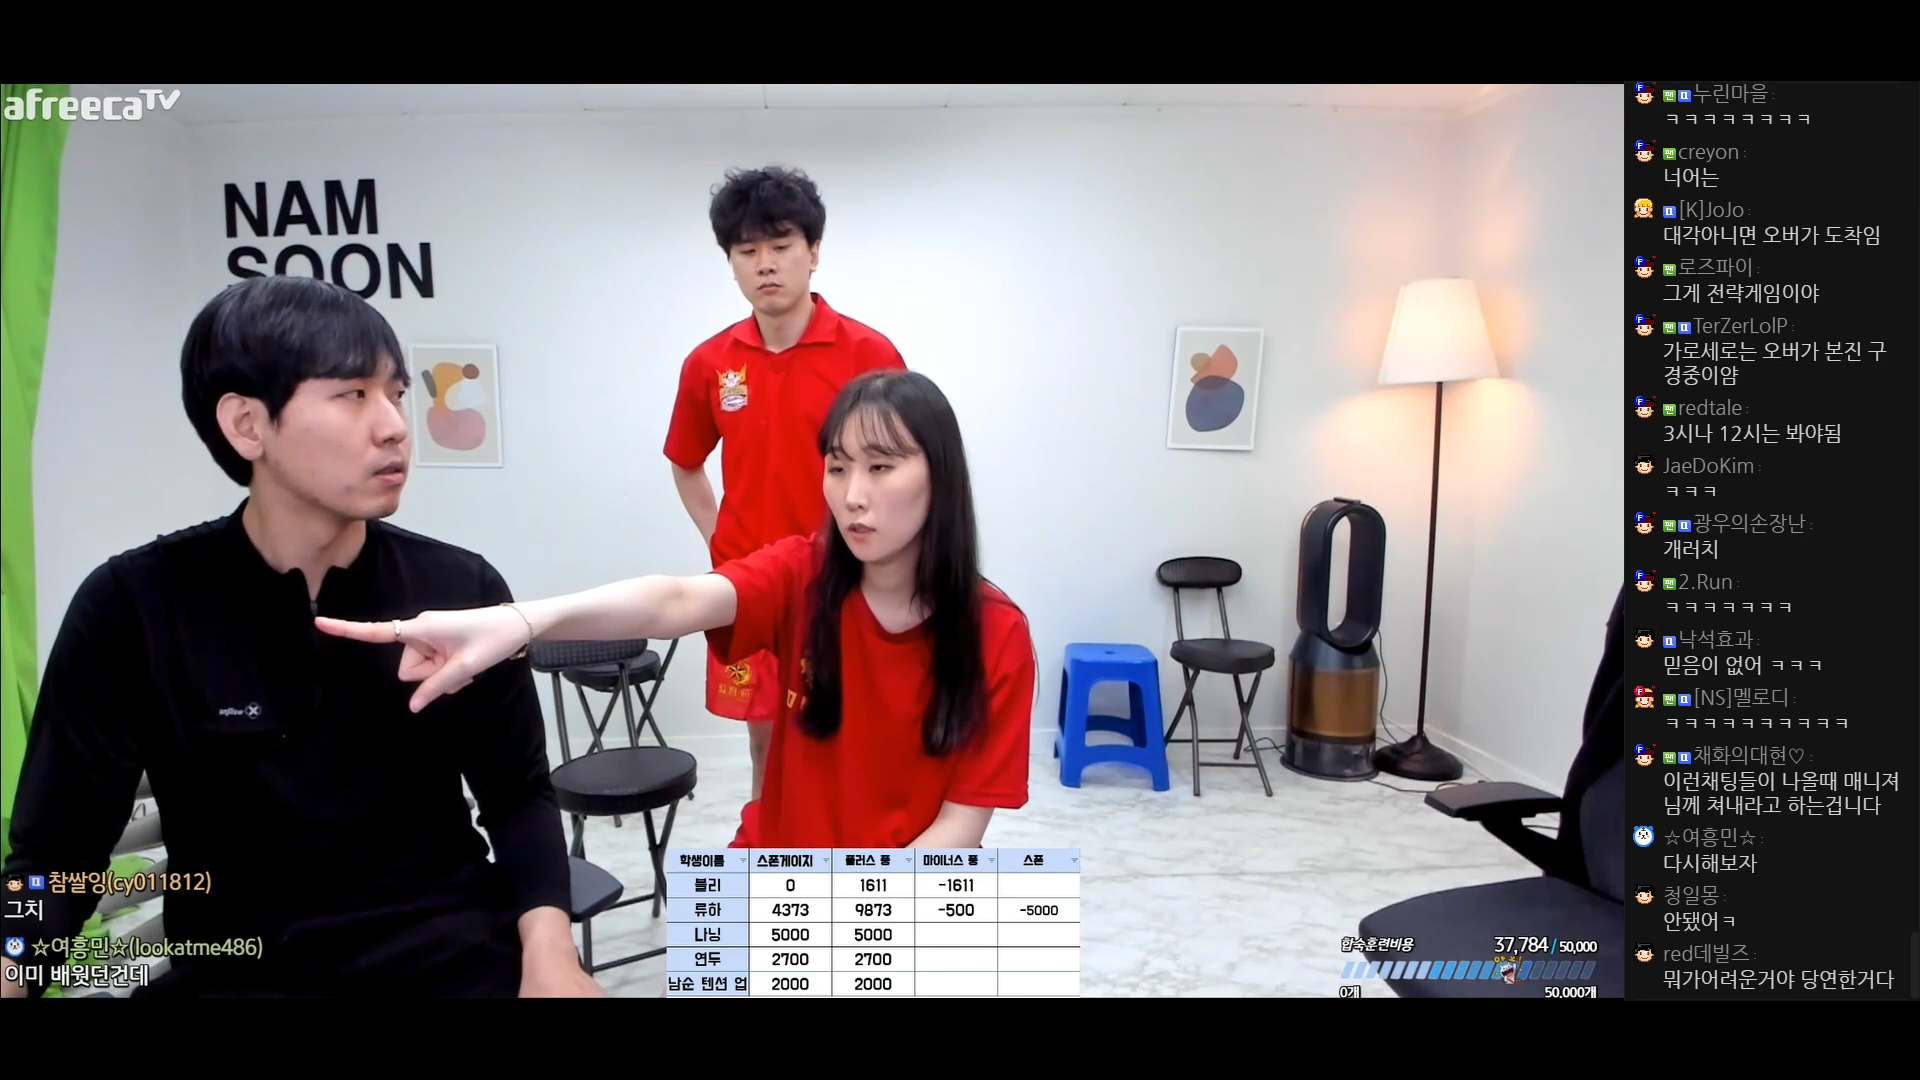 afreecaTV
NAM
SOON
참쌀잉(cy011812)
그치
☆여흥민☆(lookatme486)
이미 배웟던건데
학생이름 스폰게이지 플러스 풍 마이너스 풍 스폰
불리 0 1611 -1611
류하 4373 9873 -500 -5000
나닝 5000 5000
연두 2700 2700
남순 텐션 업 2000 2000
합숙훈련비용 37,784 / 50,000
0개 50,000개
누린마을 :
ㅋㅋㅋㅋㅋㅋㅋㅋ
creyon :
너어는
[K]JoJo :
대각아니면 오버가 도착임
로즈파이 :
그게 전략게임이야
TerZerLolP :
가로세로는 오버가 본진 구
경중이얌
redtale :
3시나 12시는 봐야됨
JaeDoKim :
ㅋㅋㅋ
광우의손장난 :
개러치
2.Run :
ㅋㅋㅋㅋㅋㅋㅋ
낙석효과 :
믿음이 없어 ㅋㅋㅋ
[NS]멜로디 :
ㅋㅋㅋㅋㅋㅋㅋㅋㅋㅋ
채화의대현♡ :
이런채팅들이 나올때 매니져
님께 쳐내라고 하는겁니다
☆여흥민☆ :
다시해보자
청일몽 :
안됐어ㅋ
red데빌즈 :
뭐가어려운거야 당연한거다